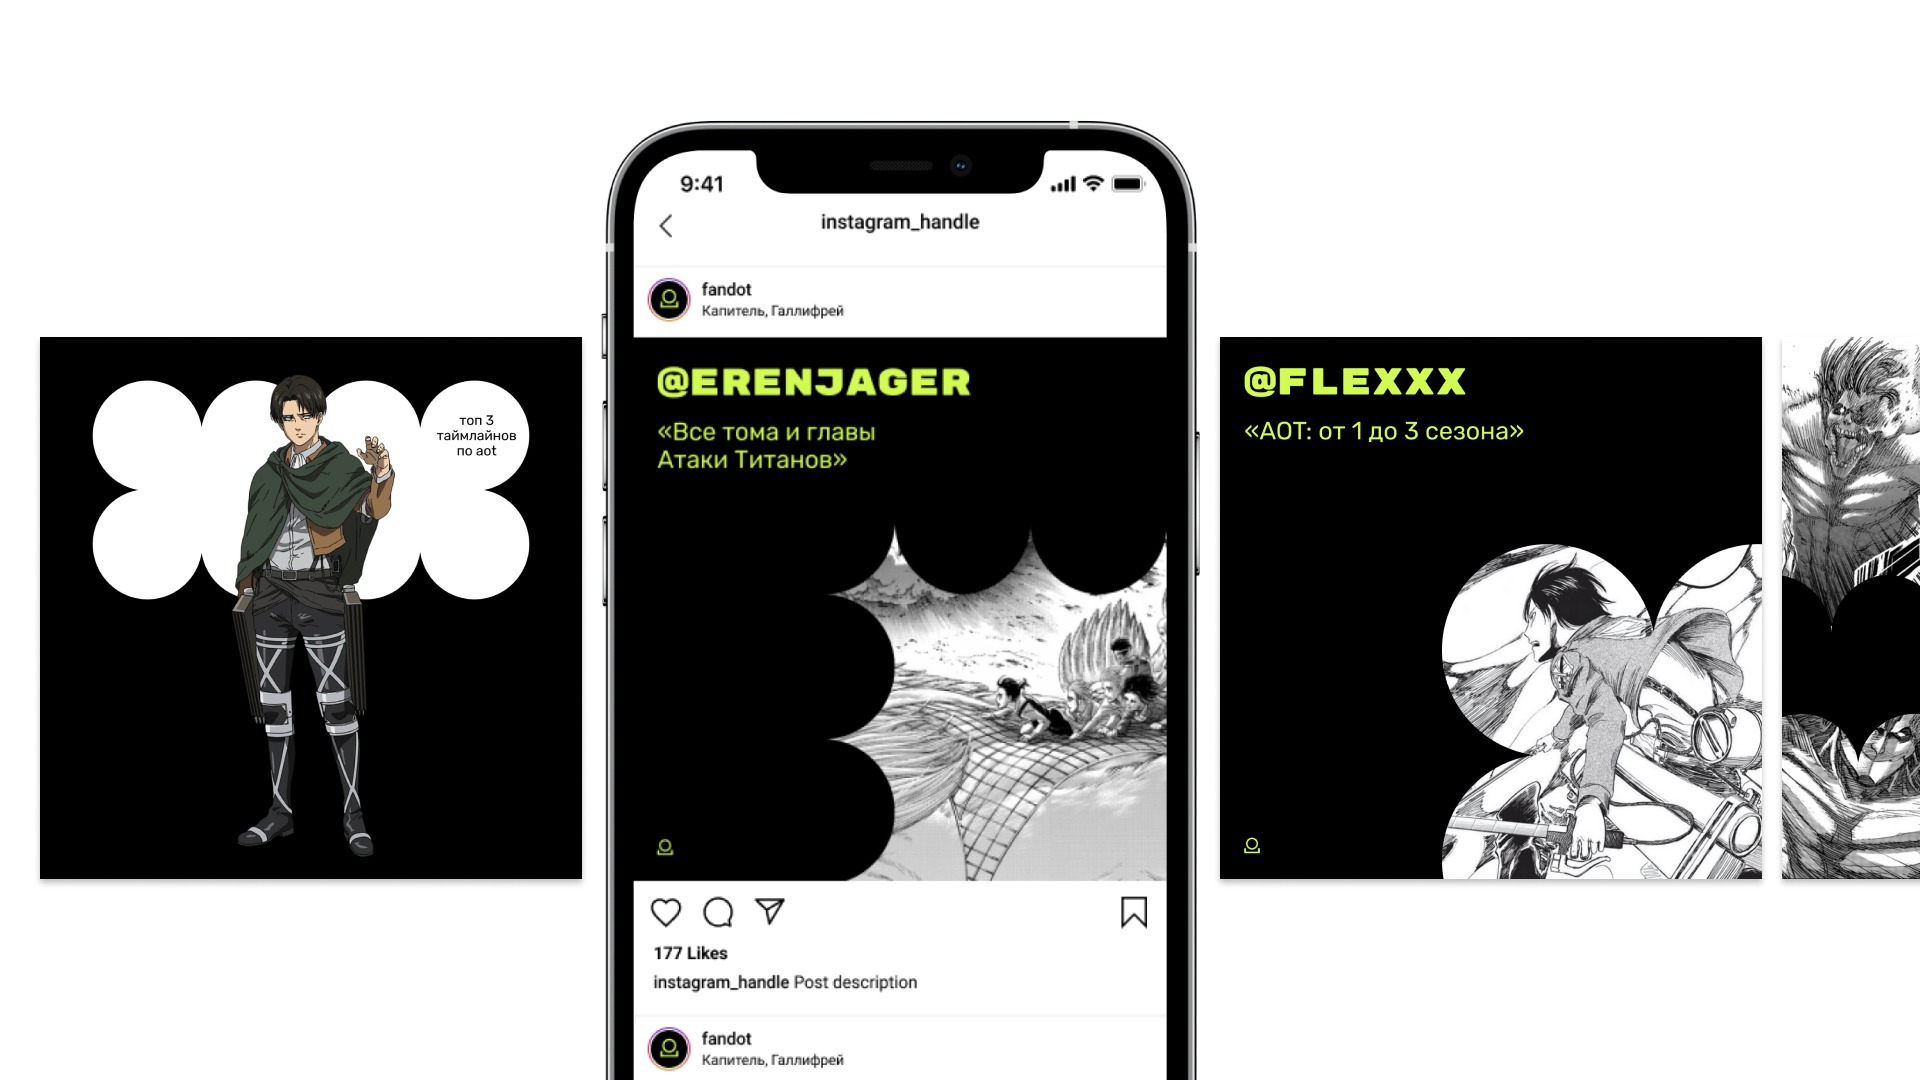 топ 3
таймлайнов
по aot
9:41
instagram_handle
fandot
Капитель, Галлифрей
@ERENJAGER
«Все тома и главы
Атаки Титанов»
177 Likes
instagram_handle Post description
fandot
Капитель, Галлифрей
@FLEXXX
«АОТ: от 1 до 3 сезона»